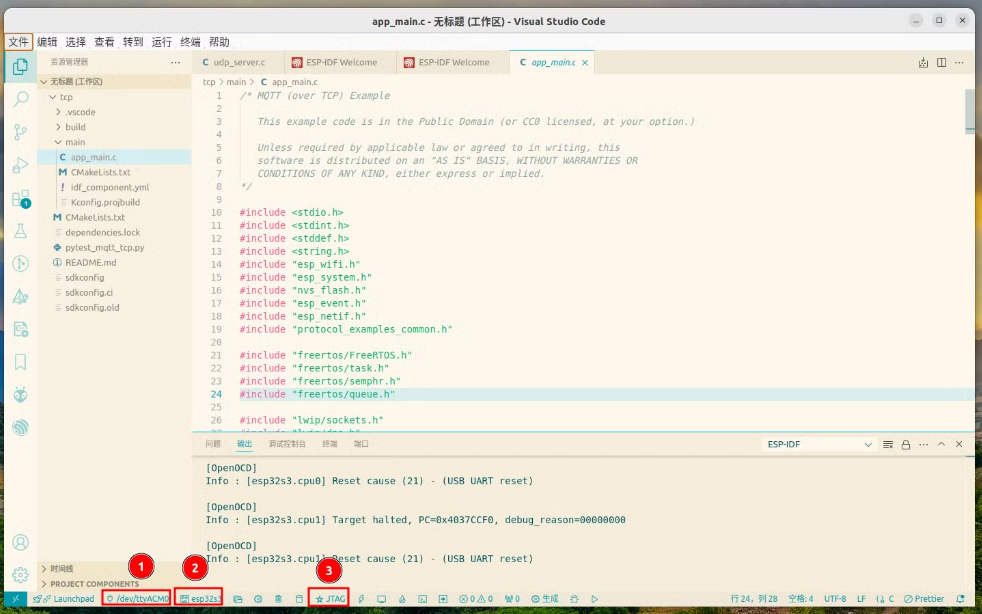 app_main.c - 无标题 (工作区) - Visual Studio Code
文件 编辑 选择 查看 转到 运行 终端 帮助
资源管理器
无标题 (工作区)
tcp
.vscode
build
main
C app_main.c
M CMakeLists.txt
! idf_component.yml
Kconfig.projbuild
M CMakeLists.txt
dependencies.lock
pytest_mqtt_tcp.py
README.md
sdkconfig
sdkconfig.ci
sdkconfig.old
时间线
PROJECT COMPONENTS
1
C udp_server.c
ESP-IDF Welcome
ESP-IDF Welcome
C app_main.c
tcp > main > C app_main.c
1 /* MQTT (over TCP) Example
2
3 This example code is in the Public Domain (or CC0 licensed, at your option.)
4
5 Unless required by applicable law or agreed to in writing, this
6 software is distributed on an "AS IS" BASIS, WITHOUT WARRANTIES OR
7 CONDITIONS OF ANY KIND, either express or implied.
8 */
9
10 #include <stdio.h>
11 #include <stdint.h>
12 #include <stddef.h>
13 #include <string.h>
14 #include "esp_wifi.h"
15 #include "esp_system.h"
16 #include "nvs_flash.h"
17 #include "esp_event.h"
18 #include "esp_netif.h"
19 #include "protocol_examples_common.h"
20
21 #include "freertos/FreeRTOS.h"
22 #include "freertos/task.h"
23 #include "freertos/semphr.h"
24 #include "freertos/queue.h"
25
26 #include "lwip/sockets.h"
问题 输出 调试控制台 终端 端口
ESP-IDF
[OpenOCD]
Info : [esp32s3.cpu0] Reset cause (21) - (USB UART reset)
[OpenOCD]
Info : [esp32s3.cpu1] Target halted, PC=0x4037CCF0, debug_reason=00000000
[OpenOCD]
Info : [esp32s3.cpu1] Reset cause (21) - (USB UART reset)
1
2
3
Launchpad
/dev/ttyACM0
esp32s3
JTAG
0 0
0
生成
行 24，列 28
空格: 4
UTF-8
LF
C
Prettier